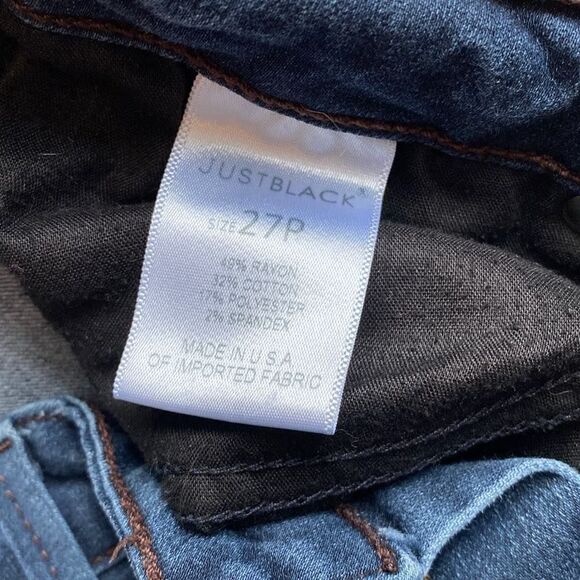 JUSTBLACK
SIZE 27P
49% RAYON
32% COTTON
17% POLYESTER
2% SPANDEX
MADE IN U.S.A
OF IMPORTED FABRIC